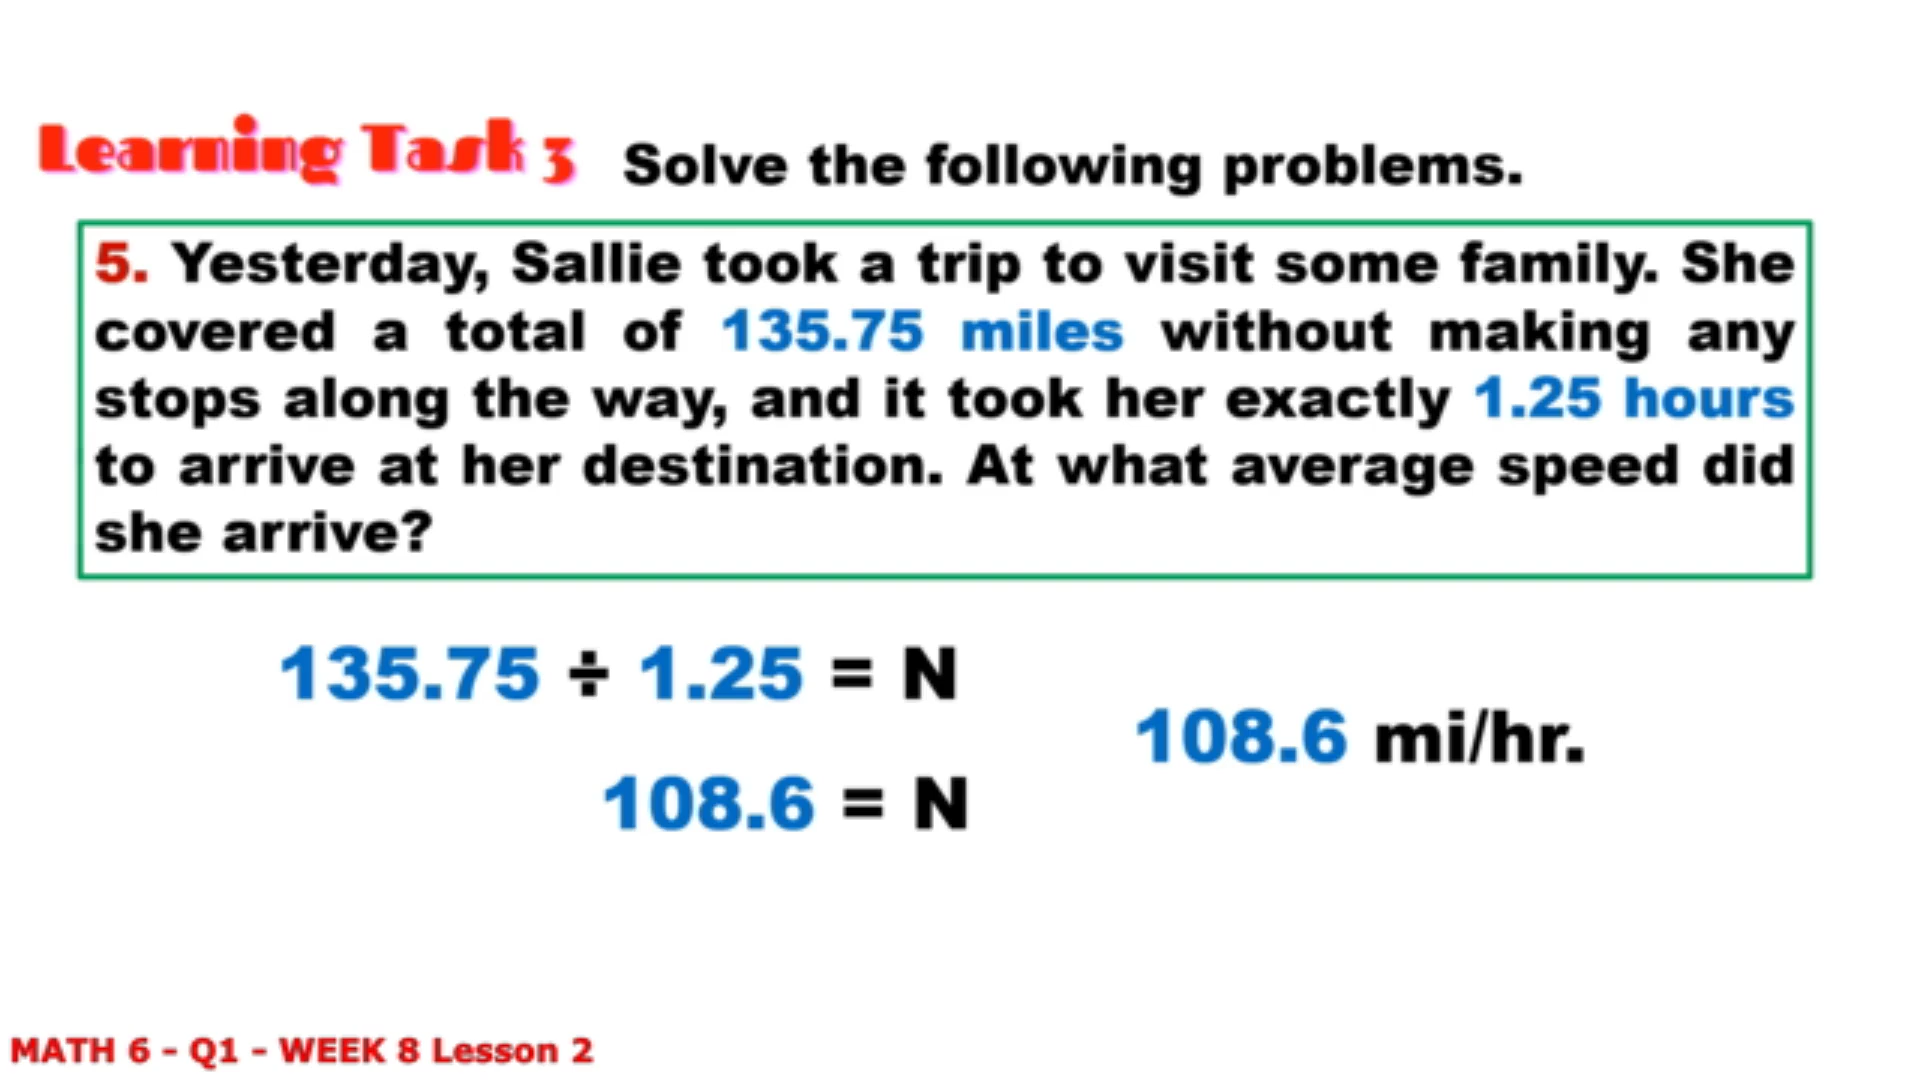 Learning Task 3 Solve the following problems.
5. Yesterday, Sallie took a trip to visit some family. She
covered a total of 135.75 miles without making any
stops along the way, and it took her exactly 1.25 hours
to arrive at her destination. At what average speed did
she arrive?
135.75 ÷ 1.25 = N
108.6 mi/hr.
108.6 = N
MATH 6 - Q1 - WEEK 8 Lesson 2